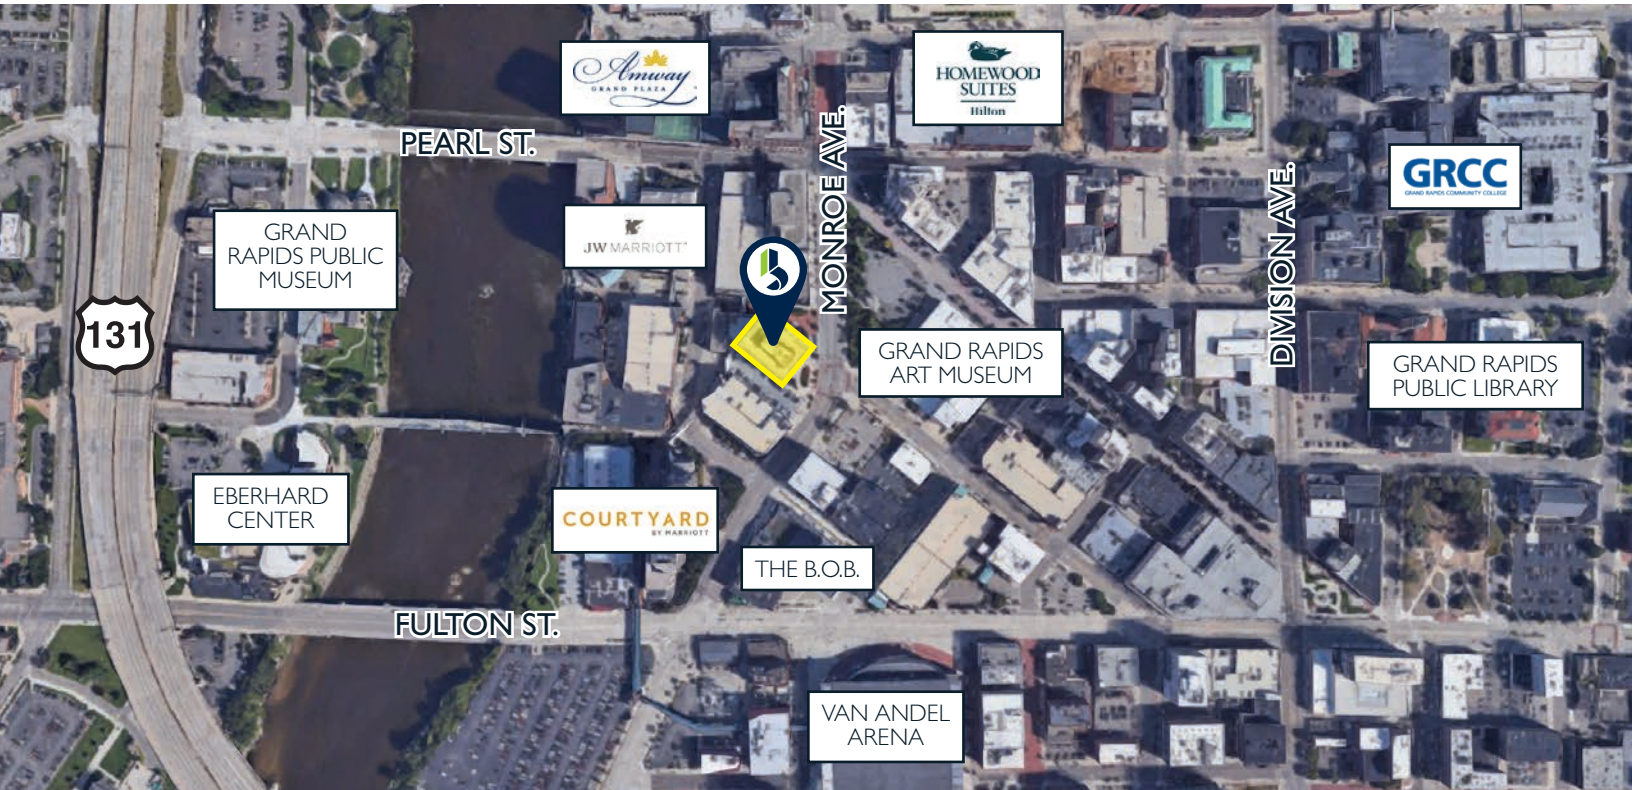 Amway
GRAND PLAZA
HOMEWOOD
SUITES
Hilton
PEARL ST.
MONROE AVE.
GRCC
GRAND RAPIDS COMMUNITY COLLEGE
DIVISION AVE.
GRAND
RAPIDS PUBLIC
MUSEUM
JW MARRIOTT
131
GRAND RAPIDS
ART MUSEUM
GRAND RAPIDS
PUBLIC LIBRARY
EBERHARD
CENTER
COURTYARD
BY MARRIOTT
THE B.O.B.
FULTON ST.
VAN ANDEL
ARENA